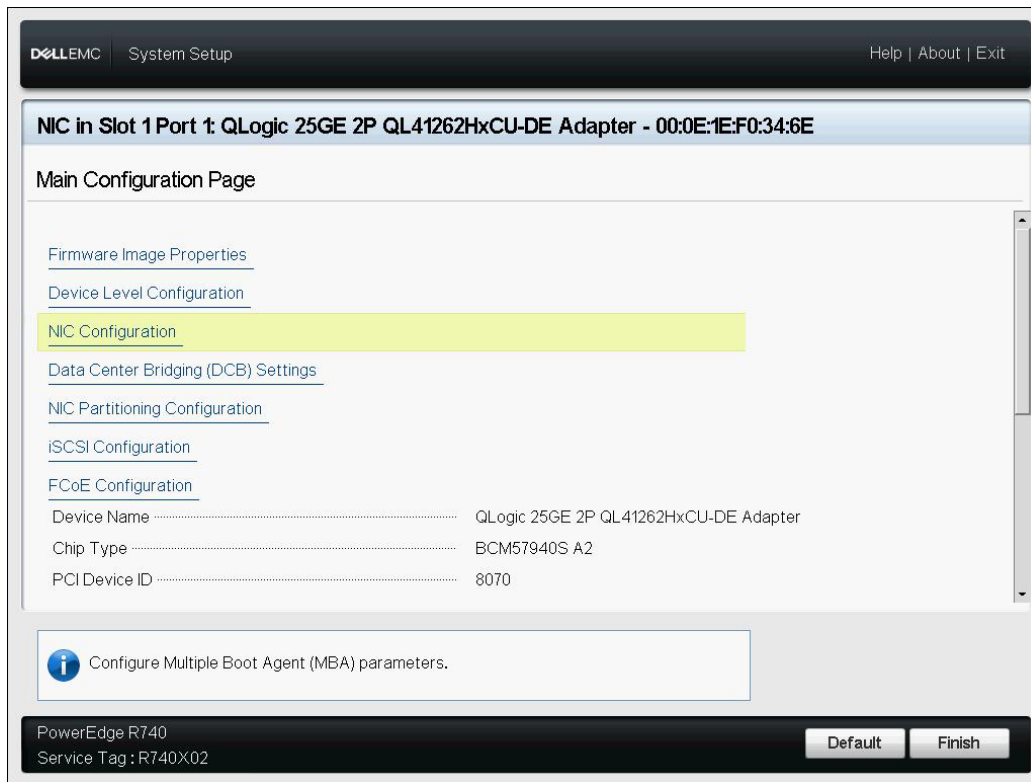 DELLEMC System Setup Help | About | Exit
NIC in Slot 1 Port 1: QLogic 25GE 2P QL41262HxCU-DE Adapter - 00:0E:1E:F0:34:6E
Main Configuration Page
Firmware Image Properties
Device Level Configuration
NIC Configuration
Data Center Bridging (DCB) Settings
NIC Partitioning Configuration
iSCSI Configuration
FCoE Configuration
Device Name QLogic 25GE 2P QL41262HxCU-DE Adapter
Chip Type BCM57940S A2
PCI Device ID 8070
Configure Multiple Boot Agent (MBA) parameters.
PowerEdge R740
Service Tag : R740X02
Default Finish